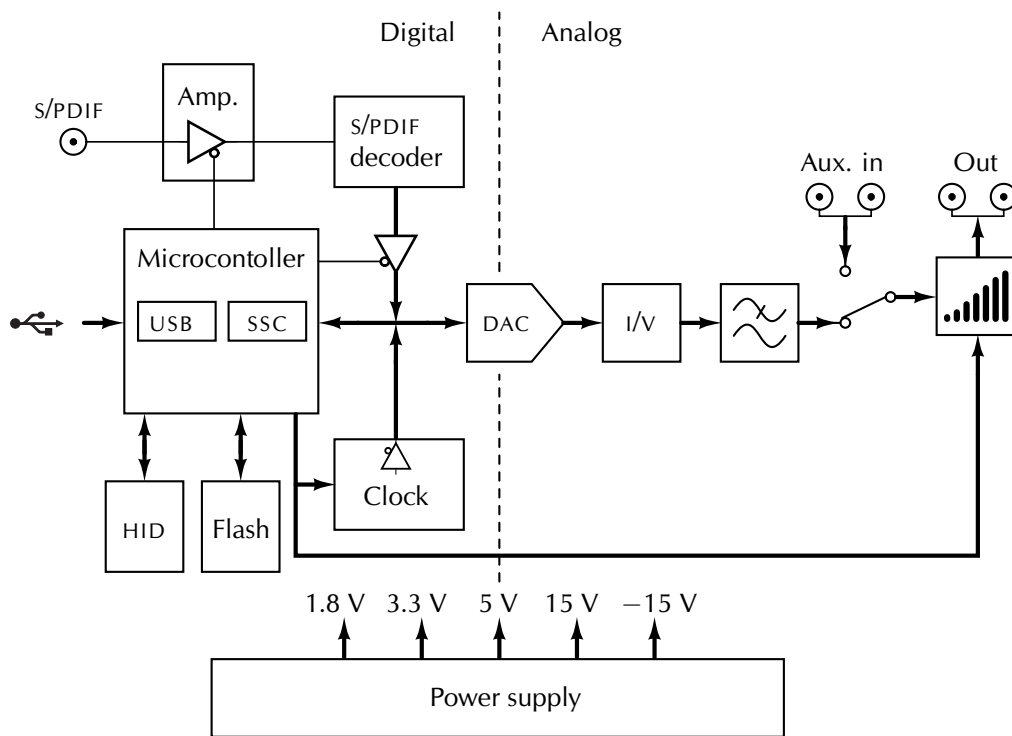 Digital
Analog
S/PDIF
Amp.
S/PDIF
decoder
Aux. in
Out
Microcontoller
USB
SSC
DAC
I/V
HID
Flash
Clock
1.8 V
3.3 V
5 V
15 V
−15 V
Power supply